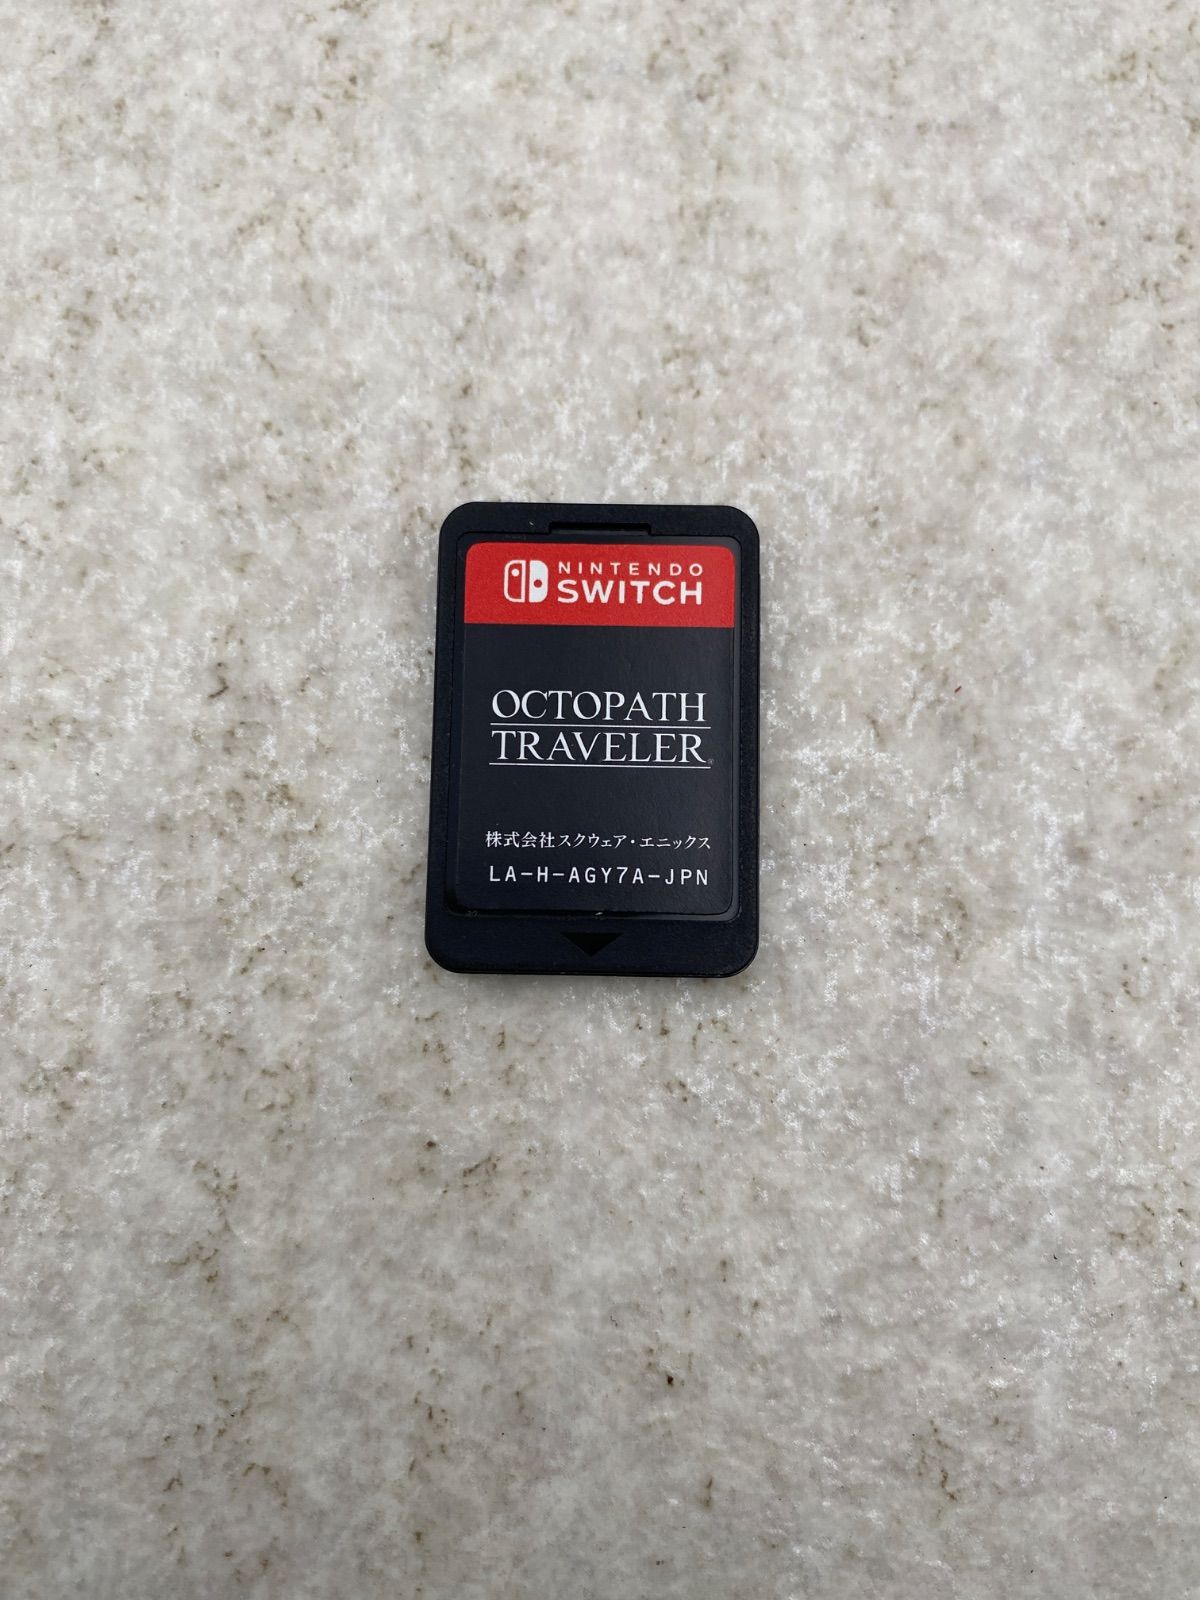 NINTENDO
SWITCH
OCTOPATH
TRAVELER®
株式会社スクウェア・エニックス
LA-H-AGY7A-JPN